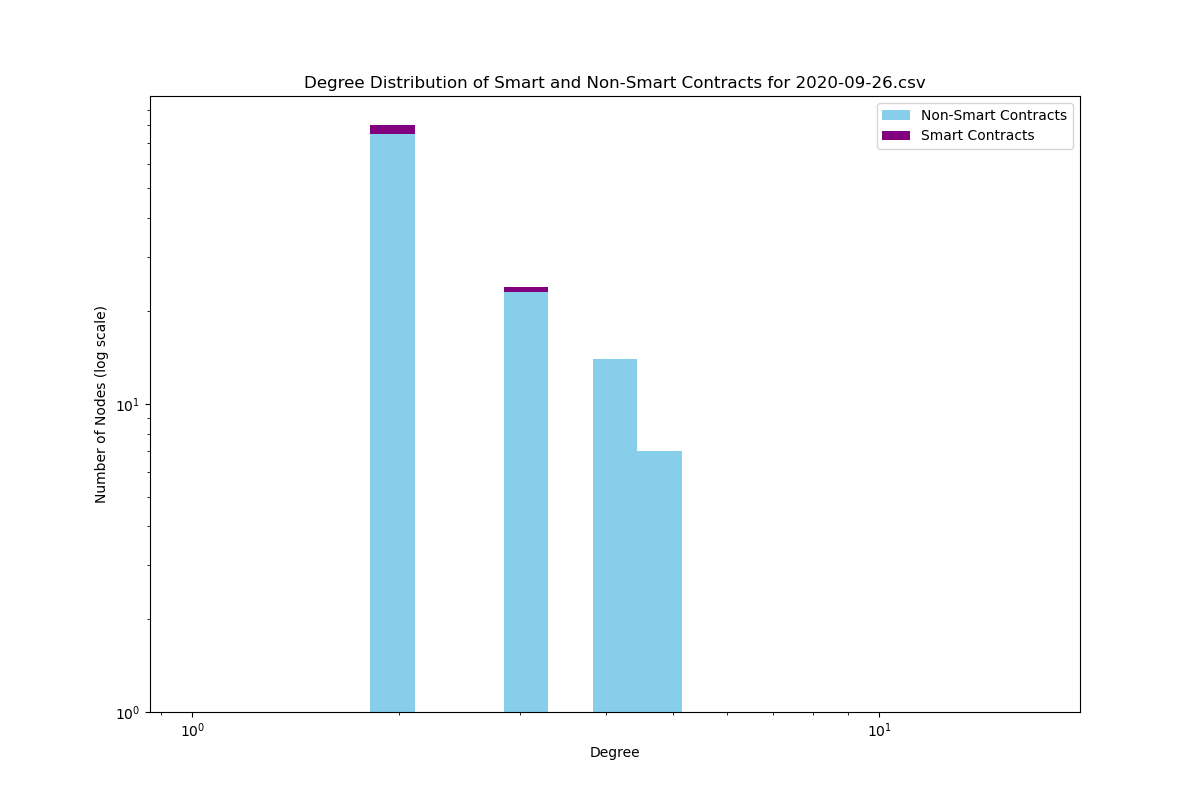 Degree Distribution of Smart and Non-Smart Contracts for 2020-09-26.csv
Non-Smart Contracts
Smart Contracts
Number of Nodes (log scale)
10¹
10⁰
10⁰ 10¹
Degree